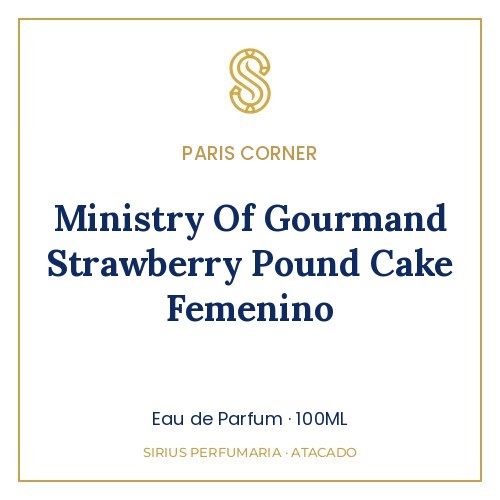 PARIS CORNER
Ministry Of Gourmand
Strawberry Pound Cake
Femenino
Eau de Parfum · 100ML
SIRIUS PERFUMARIA · ATACADO